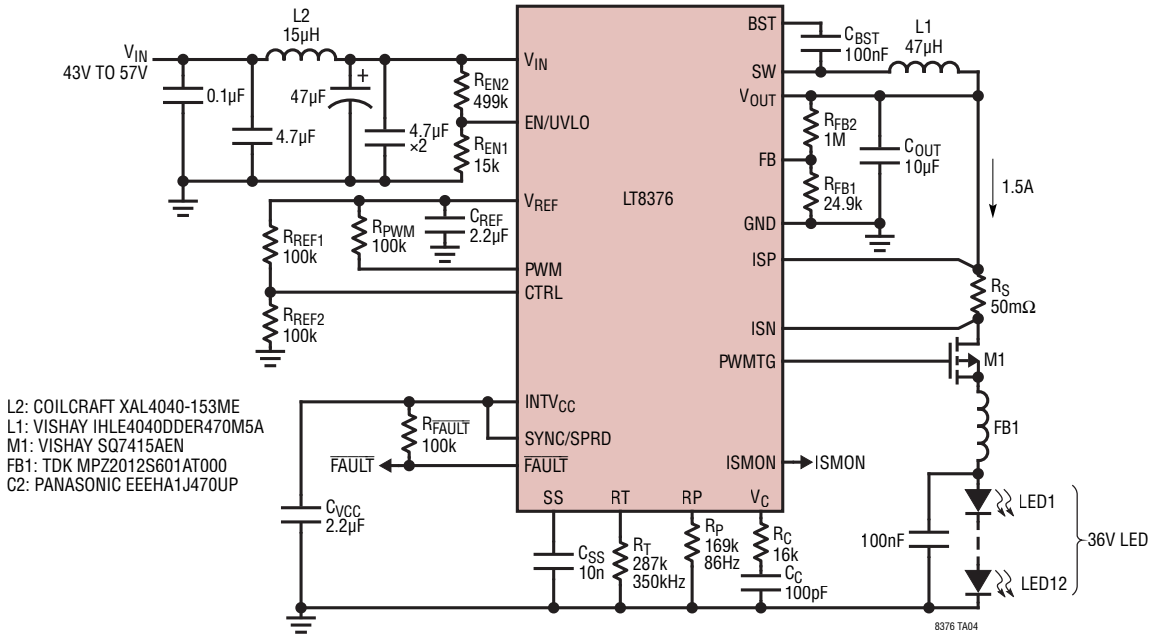 L2
15µH
VIN
43V TO 57V
0.1µF
4.7µF
47µF
+
4.7µF
×2
REN2
499k
REN1
15k
VIN
EN/UVLO
VREF
PWM
CTRL
RREF1
100k
RREF2
100k
RPWM
100k
CREF
2.2µF
INTVCC
SYNC/SPRD
FAULT
RFAULT
100k
FAULT
CVCC
2.2µF
LT8376
BST
SW
VOUT
FB
GND
ISP
ISN
PWMTG
ISMON
ISMON
CBST
100nF
L1
47µH
RFB2
1M
RFB1
24.9k
COUT
10µF
1.5A
RS
50mΩ
M1
FB1
100nF
LED1
LED12
36V LED
SS
RT
RP
VC
CSS
10n
RT
287k
350kHz
RP
169k
86Hz
RC
16k
CC
100pF
L2: COILCRAFT XAL4040-153ME
L1: VISHAY IHLE4040DDER470M5A
M1: VISHAY SQ7415AEN
FB1: TDK MPZ2012S601AT000
C2: PANASONIC EEEHA1J470UP
8376 TA04